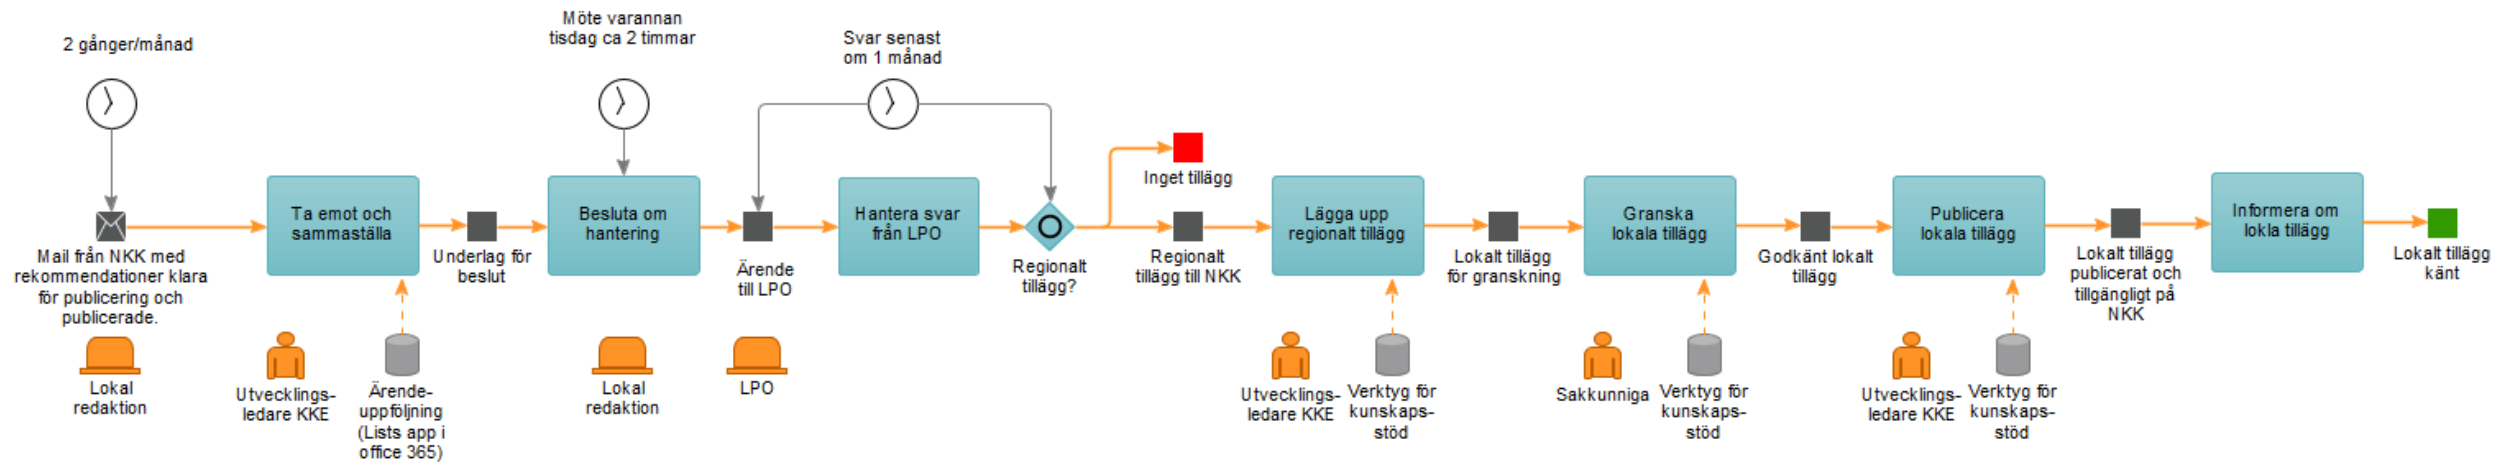 2 gånger/månad
Möte varannan
tisdag ca 2 timmar
Svar senast
om 1 månad
Mail från NKK med
rekommendationer klara
för publicering och
publicerade.
Lokal
redaktion
Ta emot och
sammaställa
Utvecklings-
ledare KKE
Ärende-
uppföljning
(Lists app i
office 365)
Underlag för
beslut
Besluta om
hantering
Lokal
redaktion
Ärende
till LPO
LPO
Hantera svar
från LPO
Regionalt
tillägg?
Inget tillägg
Regionalt
tillägg till NKK
Lägga upp
regionalt tillägg
Utvecklings-
ledare KKE
Verktyg för
kunskaps-
stöd
Lokalt tillägg
för granskning
Granska
lokala tillägg
Sakkunniga
Verktyg för
kunskaps-
stöd
Godkänt lokalt
tillägg
Publicera
lokala tillägg
Utvecklings-
ledare KKE
Verktyg för
kunskaps-
stöd
Lokalt tillägg
publicerat och
tillgängligt på
NKK
Informera om
lokla tillägg
Lokalt tillägg
känt